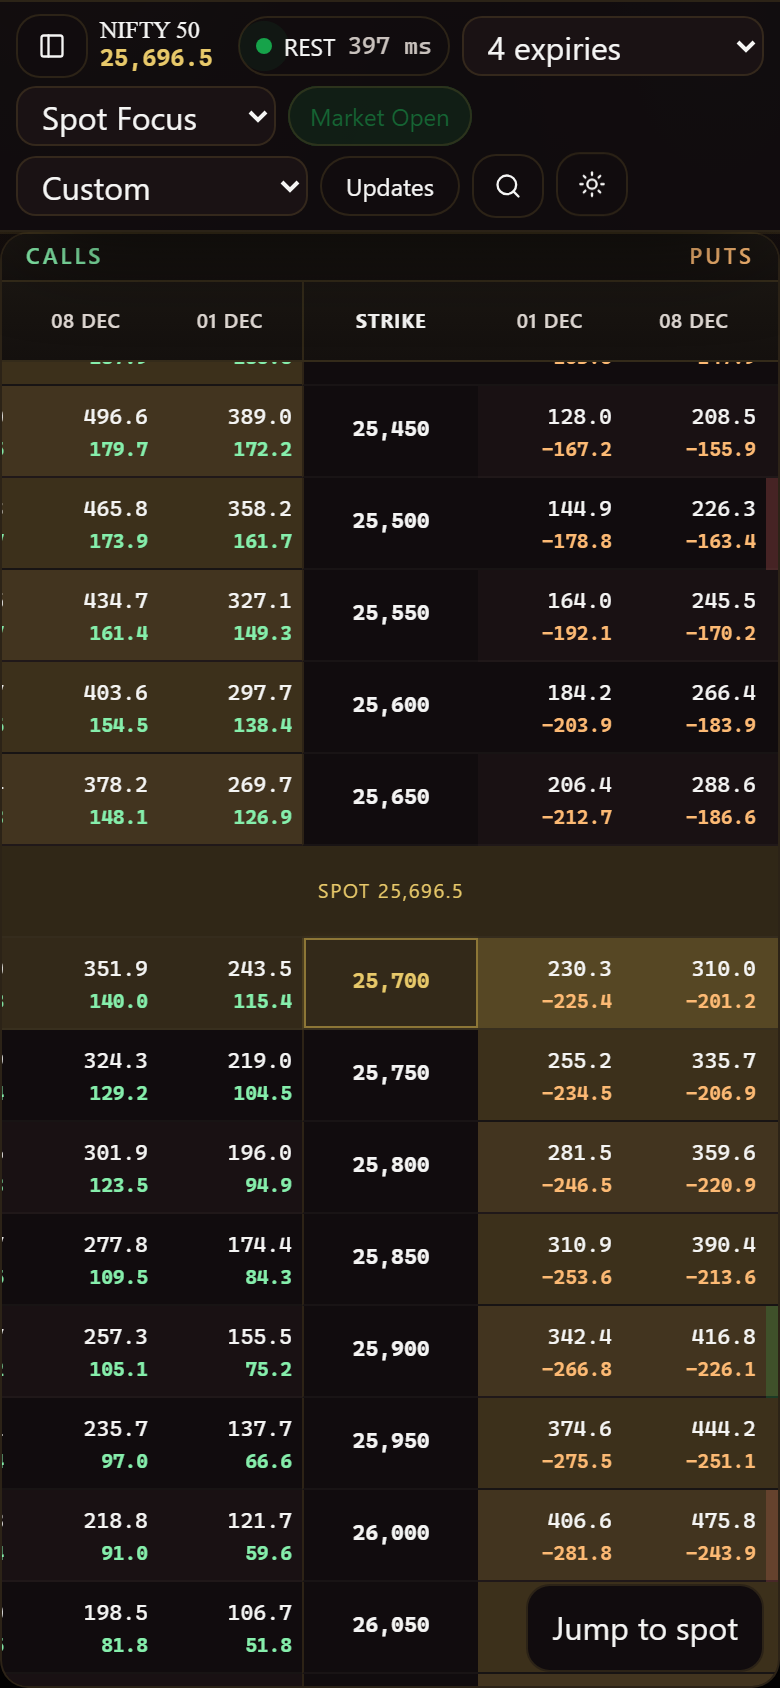 NIFTY 50
25,696.5
REST 397 ms
4 expiries
Spot Focus
Market Open
Custom
Updates
CALLS PUTS
08 DEC 01 DEC STRIKE 01 DEC 08 DEC
496.6 389.0 25,450 128.0 208.5
179.7 172.2 −167.2 −155.9
465.8 358.2 25,500 144.9 226.3
173.9 161.7 −178.8 −163.4
434.7 327.1 25,550 164.0 245.5
161.4 149.3 −192.1 −170.2
403.6 297.7 25,600 184.2 266.4
154.5 138.4 −203.9 −183.9
378.2 269.7 25,650 206.4 288.6
148.1 126.9 −212.7 −186.6
SPOT 25,696.5
351.9 243.5 25,700 230.3 310.0
140.0 115.4 −225.4 −201.2
324.3 219.0 25,750 255.2 335.7
129.2 104.5 −234.5 −206.9
301.9 196.0 25,800 281.5 359.6
123.5 94.9 −246.5 −220.9
277.8 174.4 25,850 310.9 390.4
109.5 84.3 −253.6 −213.6
257.3 155.5 25,900 342.4 416.8
105.1 75.2 −266.8 −226.1
235.7 137.7 25,950 374.6 444.2
97.0 66.6 −275.5 −251.1
218.8 121.7 26,000 406.6 475.8
91.0 59.6 −281.8 −243.9
198.5 106.7 26,050
81.8 51.8
Jump to spot